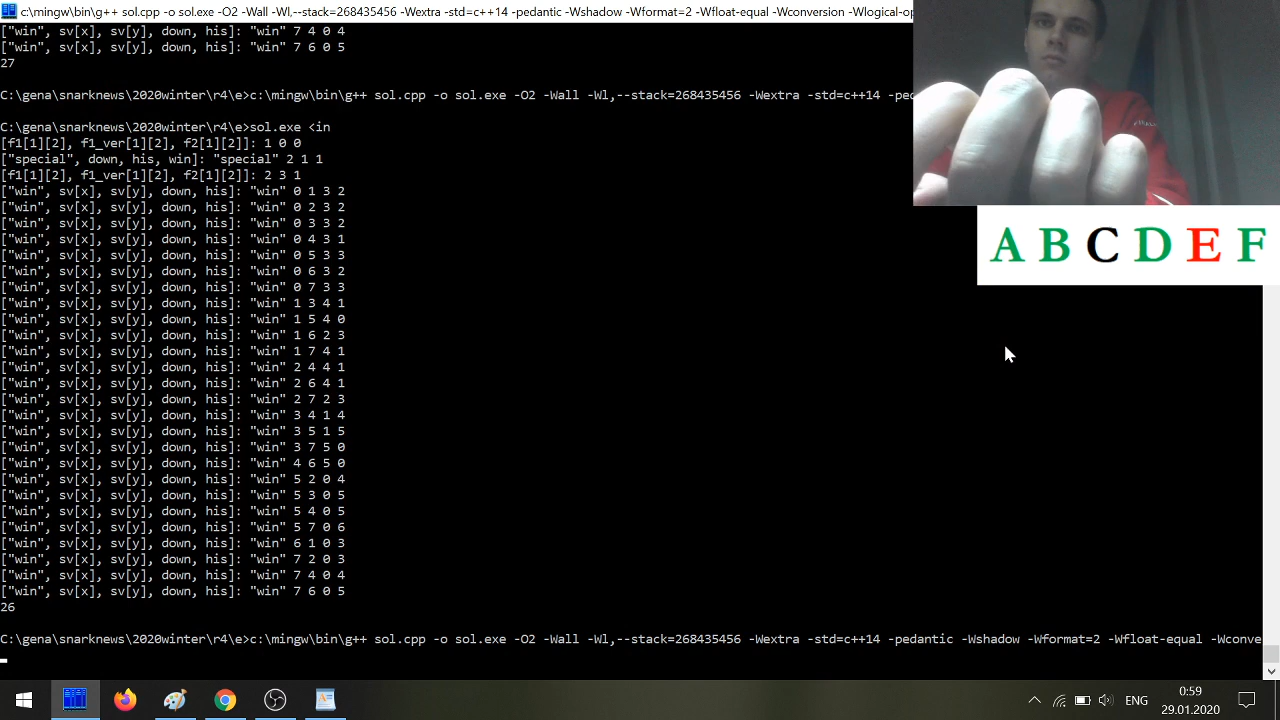 c:\mingw\bin\g++ sol.cpp -o sol.exe -O2 -Wall -Wl,--stack=268435456 -Wextra -std=c++14 -pedantic -Wshadow -Wformat=2 -Wfloat-equal -Wconversion -Wlogical-op
["win", sv[x], sv[y], down, his]: "win" 7 4 0 4
["win", sv[x], sv[y], down, his]: "win" 7 6 0 5
27
C:\gena\snarknews\2020winter\r4\e>c:\mingw\bin\g++ sol.cpp -o sol.exe -O2 -Wall -Wl,--stack=268435456 -Wextra -std=c++14 -ped
C:\gena\snarknews\2020winter\r4\e>sol.exe <in
[f1[1][2], f1_ver[1][2], f2[1][2]]: 1 0 0
["special", down, his, win]: "special" 2 1 1
[f1[1][2], f1_ver[1][2], f2[1][2]]: 2 3 1
["win", sv[x], sv[y], down, his]: "win" 0 1 3 2
["win", sv[x], sv[y], down, his]: "win" 0 2 3 2
["win", sv[x], sv[y], down, his]: "win" 0 3 3 2
["win", sv[x], sv[y], down, his]: "win" 0 4 3 1
["win", sv[x], sv[y], down, his]: "win" 0 5 3 3
["win", sv[x], sv[y], down, his]: "win" 0 6 3 2
["win", sv[x], sv[y], down, his]: "win" 0 7 3 3
["win", sv[x], sv[y], down, his]: "win" 1 3 4 1
["win", sv[x], sv[y], down, his]: "win" 1 5 4 0
["win", sv[x], sv[y], down, his]: "win" 1 6 2 3
["win", sv[x], sv[y], down, his]: "win" 1 7 4 1
["win", sv[x], sv[y], down, his]: "win" 2 4 4 1
["win", sv[x], sv[y], down, his]: "win" 2 6 4 1
["win", sv[x], sv[y], down, his]: "win" 2 7 2 3
["win", sv[x], sv[y], down, his]: "win" 3 4 1 4
["win", sv[x], sv[y], down, his]: "win" 3 5 1 5
["win", sv[x], sv[y], down, his]: "win" 3 7 5 0
["win", sv[x], sv[y], down, his]: "win" 4 6 5 0
["win", sv[x], sv[y], down, his]: "win" 5 2 0 4
["win", sv[x], sv[y], down, his]: "win" 5 3 0 5
["win", sv[x], sv[y], down, his]: "win" 5 4 0 5
["win", sv[x], sv[y], down, his]: "win" 5 7 0 6
["win", sv[x], sv[y], down, his]: "win" 6 1 0 3
["win", sv[x], sv[y], down, his]: "win" 7 2 0 3
["win", sv[x], sv[y], down, his]: "win" 7 4 0 4
["win", sv[x], sv[y], down, his]: "win" 7 6 0 5
26
C:\gena\snarknews\2020winter\r4\e>c:\mingw\bin\g++ sol.cpp -o sol.exe -O2 -Wall -Wl,--stack=268435456 -Wextra -std=c++14 -pedantic -Wshadow -Wformat=2 -Wfloat-equal -Wconve
A B C D E F
ENG
0:59
29.01.2020